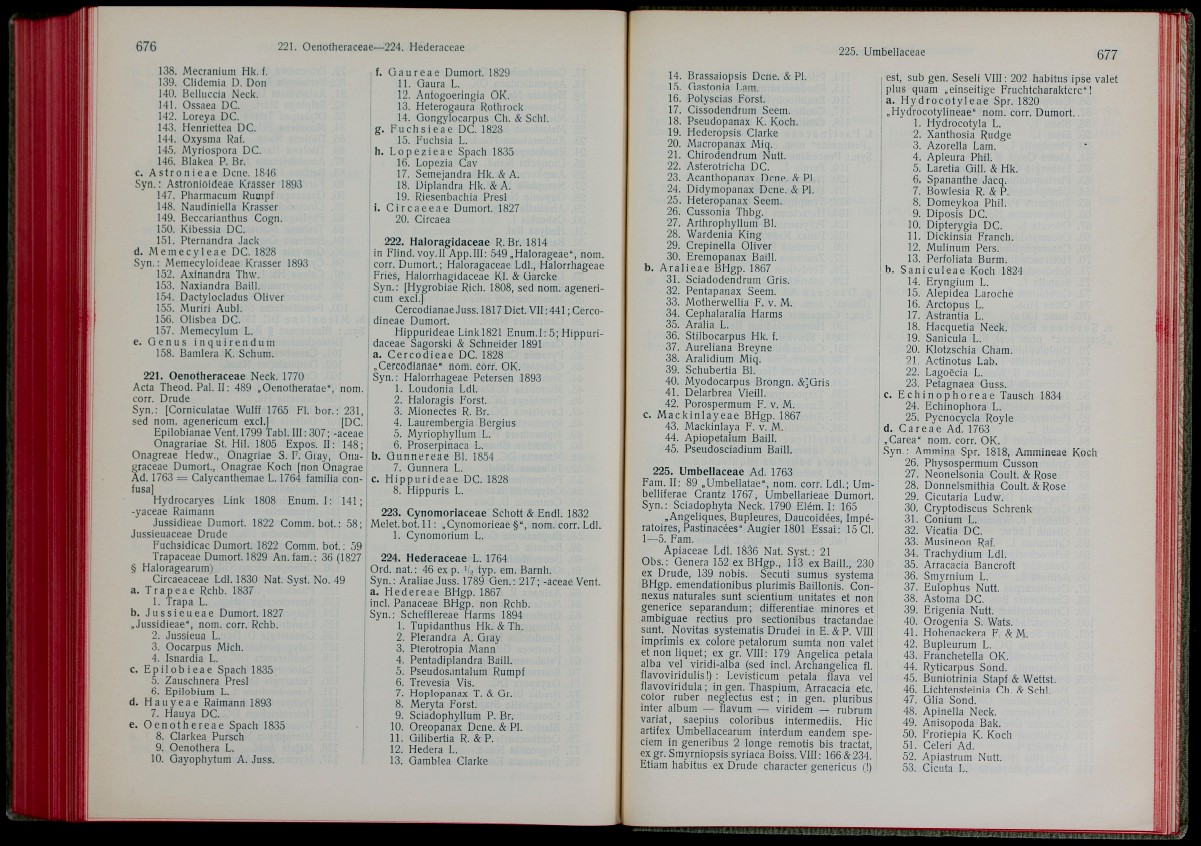 676
221. Oenotheraceae—224. Hederaceae
138. Mecranium Hk. f.
139. Clidemia D. Don
140. Belluccia Neck.
141. Ossaea DC.
142. Loreya DC.
143. Henriettea DC.
144. Oxysma Raf.
145. Myriospora DC.
146. Blakea P. Br.
c. Astronieae Dcne. 1846
Syn.: Astronioideae Krasser 1893
147. Pharmacum Rumpf
148. Naudiniella Krasser
149. Beccarianthus Cogn.
150. Kibessia DC.
151. Pternandra Jack
d. Memecyleae DC. 1828
Syn.: Memecyloideae Krasser 1893
152. Axinandra Thw.
153. Naxiandra Baill.
154. Dactylocladus Oliver
155. Muriri Aubl.
156. Olisbea DC.
157. Memecylum L.
e. Genus inquirendum
158. Bamlera K. Schum.
221. Oenotheraceae Neck. 1770
Acta Theod. Pal. II: 489 „Oenotheratae“, nom.
corr. Drude
Syn.: [Corniculatae Wulff 1765 Fl. bor.: 231,
sed nom. agenericum excl.] [DC.
Epilobianae Vent. 1799 Tabl. III: 307; -aceae
Onagrariae St. Hil. 1805 Expos. II: 148;
Onagreae Hedw., Onagriae S. F. Gray, Ona-
graceae Dumort., Onagrae Koch [non Onagrae
Ad. 1763 = Calycanthemae L. 1764 familia con-
fusa]
Hydrocaryes Link 1808 Enum. I: 141;
-yaceae Raimann
Jussidieae Dumort. 1822 Comm. bot.: 58;
Jussieuaceae Drude
Fuchsidieae Dumort. 1822 Comm. bot.: 59
Trapaceae Dumort. 1829 An. fam.: 36 (1827
§ Haloragearum)
Circaeaceae Ldl. 1830 Nat. Syst. No. 49
a. Trapeae Rchb. 1837
1. Trapa L.
b. Jussieueae Dumort. 1827
„Jussidieae“, nom. corr. Rchb.
2. Jussieua L.
3. Oocarpus Mich.
4. Isnardia L.
c. Epilobieae Spach 1835
5. Zauschnera Presl
6. Epilobium L.
d. Hauyeae Raimann 1893
7. Hauya DC.
e. Oenothereae Spach 1835
8. Clarkea Pursch
9. Oenothera L.
10. Gayophytum A. Juss.
f. Gaureae Dumort. 1829
11. Gaura L.
12. Antogoeringia OK.
13. Heterogaura Rothrock
14. Gongylocarpus Ch. & Schl.
g. Fuchsieae DC. 1828
15. Fuchsia L.
h. Lopezieae Spach 1835
16. Lopezia Cav
17. Semejandra Hk. & A.
18. Diplandra Hk. & A.
19. Riesenbachia Presl
i. Circaeeae Dumort. 1827
20. Circaea
222. Haloragidaceae R. Br. 1814
in Flind. voy. II App. III: 549 „Halorageae“, nom.
corr. Dumort.; Haloragaceae Ldl., Halorrhageae
Fries, Halorrhagidaceae Kl. & Garcke
Syn.: [Hygrobiae Rich. 1808, sed nom. ageneri-
cum excl.]
Cercodianae Juss. 1817 Dict. VII: 441; Cerco-
dineae Dumort.
Hippurideae Link 1821 Enum. I: 5; Hippuri-
daceae Sagorski & Schneider 1891
a. Cercodieae DC. 1828
„Cercodianae“ nom. corr. OK.
Syn.: Halorrhageae Petersen 1893
1. Loudonia Ldl.
2. Haloragis Forst.
3. Mionectes R. Br.
4. Laurembergia Bergius
5. Myriophyllum L.
6. Proserpinaca L.
b. Gunnereae Bl. 1854
7. Gunnera L.
c. Hippurideae DC. 1828
8. Hippuris L.
223. Cynomoriaceae Schott & Endl. 1832
Melet. bot. 11: „Cynomorieae §“, nom. corr. Ldl.
1. Cynomorium L.
224. Hederaceae L. 1764
Ord. nat.: 46 ex p. typ. em. Barnh.
Syn.: Araliae Juss. 1789 Gen.: 217; -aceae Vent.
a. Hedereae BHgp. 1867
incl. Panaceae BHgp. non Rchb.
Syn.: Schefflereae Harms 1894
1. Tupidanthus Hk. & Th.
2. Plerandra A. Gray
3. Pterotropia Mann
4. Pentadiplandra Baill.
5. Pseudosantalum Rumpf
6. Trevesia Vis.
7. Hoplopanax T. & Gr.
8. Meryta Forst.
9. Sciadophyllum P. Br.
10. Oreopanax Dcne. & Pl.
11. Gilibertia R. & P.
12. Hedera L.
13. Gamblea Clarke
225. Umbellaceae
677
14. Brassaiopsis Dcne. & Pl.
15. Gastonia Lam.
16. Polyscias Forst.
17. Cissodendrum Seem.
18. Pseudopanax K. Koch.
19. Hederopsis Clarke
20. Macropanax Miq.
21. Chirodendrum Nutt.
22. Asterotricha DC.
23. Acanthopanax Dcne. & Pl
24. Didymopanax Dcne. & Pl.
25. Heteropanax Seem.
26. Cussonia Thbg.
27. Arthrophyllum Bl.
28. Wardenia King
29. Crepinella Oliver
30. Eremopanax Baill.
b. Aralieae BHgp. 1867
31. Sciadodendrum Gris.
32. Pentapanax Seem.
33. Motherwellia F. v. M.
34. Cephalaralia Harms
35. Aralia L.
36. Stilbocarpus Hk. f.
37. Aureliana Breyne
38. Aralidium Miq.
39. Schubertia Bl.
40. Myodocarpus Brongn. & Gris
41. Delarbrea Vieill.
42. Porospermum F. v. M.
c. Mackinlayeae BHgp. 1867
43. Mackinlaya F. v. M.
44. Apiopetalum Baill.
45. Pseudosciadium Baill.
225. Umbellaceae Ad. 1763
Fam. II: 89 „Umbellatae“, nom. corr. Ldl.; Um-
belliferae Crantz 1767, Umbellarieae Dumort.
Syn.: Sciadophyta Neck. 1790 Elém. I: 165
„Angeliques, Bupleures, Daucoidées, Impé-
ratoires, Pastinacées“ Augier 1801 Essai: 15 Cl.
1—5. Fam.
Apiaceae Ldl. 1836 Nat. Syst.: 21
Obs.: Genera 152 ex BHgp., 113 ex Baill., 230
ex Drude, 139 nobis. Secuti sumus systema
BHgp. emendationibus plurimis Baillonis. Con-
nexus naturales sunt scientium unitates et non
generice separandum; differentiae minores et
ambiguae rectius pro sectionibus tractandae
sunt. Novitas systematis Drudei in E. & P. VIII
imprimis ex colore petalorum sumta non valet
et non liquet; ex gr. VIII: 179 Angelica petala
alba vel viridi-alba (sed incl. Archangelica fl.
flavoviridulis!) : Levisticum petala flava vel
flavoviridula; in gen. Thaspium, Arracacia etc.
color ruber neglectus est; in gen. pluribus
inter album — flavum — viridem — rubrum
variat, saepius coloribus intermediis. Hic
artifex Umbellacearum interdum eandem spe-
ciem in generibus 2 longe remotis bis tractat,
ex gr. Smyrniopsis syriaca Boiss. VIII: 166 & 234.
Etiam habitus ex Drude character genericus (!)
est, sub gen. Seseli VIII: 202 habitus ipse valet
plus quam „einseitige Fruchtcharaktere“!
a. Hydrocotyleae Spr. 1820
„Hydrocotylineae“ nom. corr. Dumort.
1. Hydrocotyla L.
2. Xanthosia Rudge
3. Azorella Lam.
4. Apleura Phil.
5. Laretia Gill. & Hk.
6. Spananthe Jacq.
7. Bowlesia R. & P.
8. Domeykoa Phil.
9. Diposis DC.
10. Dipterygia DC.
11. Dickinsia Franch.
12. Mulinum Pers.
13. Perfoliata Burm.
b. Saniculeae Koch 1824
14. Eryngium L.
15. Alepidea Laroche
16. Arctopus L.
17. Astrantia L.
18. Hacquetia Neck.
19. Sanicula L.
20. Klotzschia Cham.
21. Actinotus Lab.
22. Lagoëcia L.
23. Petagnaea Guss.
c. Echinophoreae Tausch 1834
24. Echinophora L.
25. Pycnocycla Royle
d. Careae Ad. 1763
„Carea“ nom. corr. OK.
Syn.: Ammina Spr. 1818, Ammineae Koch
26. Physospermum Cusson
27. Neonelsonia Coult. & Rose
28. Donnelsmithia Coult. & Rose
29. Cicutaria Ludw.
30. Cryptodiscus Schrenk
31. Conium L.
32. Vicatia DC.
33. Musineon Raf.
34. Trachydium Ldl.
35. Arracacia Bancroft
36. Smyrnium L.
37. Eulophus Nutt.
38. Astoma DC.
39. Erigenia Nutt.
40. Orogenia S. Wats.
41. Hohenackera F. & M.
42. Bupleurum L.
43. Franchetella OK.
44. Ryticarpus Sond.
45. Buniotrinia Stapf & Wettst.
46. Lichtensteinia Ch. & Schl.
47. Glia Sond.
48. Apinella Neck.
49. Anisopoda Bak.
50. Froriepia K. Koch
51. Celeri Ad.
52. Apiastrum Nutt.
53. Cicuta L.